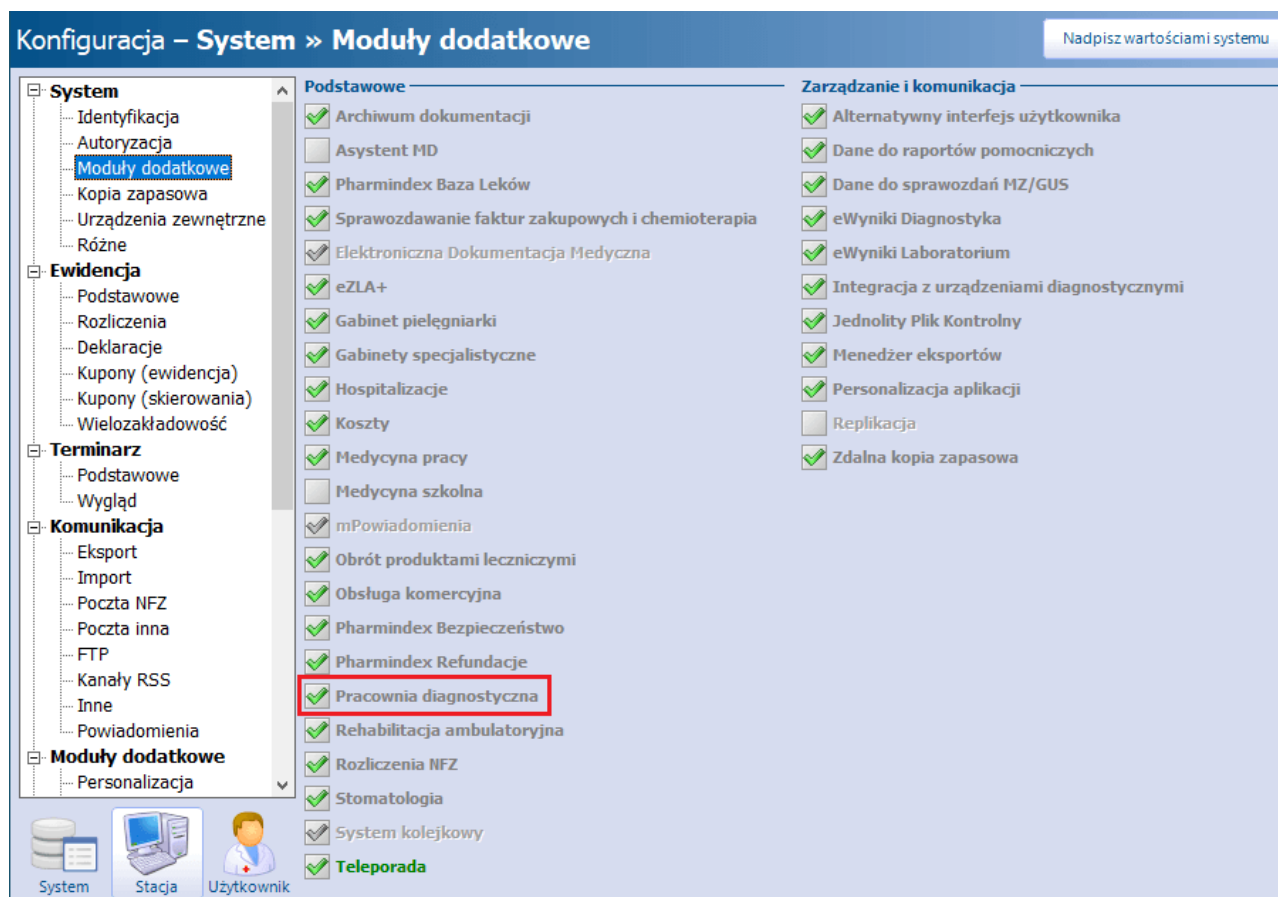 Konfiguracja – System » Moduły dodatkowe
Nadpisz wartościami systemu
System
Identyfikacja
Autoryzacja
Moduły dodatkowe
Kopia zapasowa
Urządzenia zewnętrzne
Różne
Ewidencja
Podstawowe
Rozliczenia
Deklaracje
Kupony (ewidencja)
Kupony (skierowania)
Wielozakładowość
Terminarz
Podstawowe
Wygląd
Komunikacja
Eksport
Import
Poczta NFZ
Poczta inna
FTP
Kanały RSS
Inne
Powiadomienia
Moduły dodatkowe
Personalizacja
System
Stacja
Użytkownik
Podstawowe
Archiwum dokumentacji
Asystent MD
Pharmindex Baza Leków
Sprawozdawanie faktur zakupowych i chemioterapia
Elektroniczna Dokumentacja Medyczna
eZLA+
Gabinet pielęgniarki
Gabinety specjalistyczne
Hospitalizacje
Koszty
Medycyna pracy
Medycyna szkolna
mPowiadomienia
Obrót produktami leczniczymi
Obsługa komercyjna
Pharmindex Bezpieczeństwo
Pharmindex Refundacje
Pracownia diagnostyczna
Rehabilitacja ambulatoryjna
Rozliczenia NFZ
Stomatologia
System kolejkowy
Teleporada
Zarządzanie i komunikacja
Alternatywny interfejs użytkownika
Dane do raportów pomocniczych
Dane do sprawozdań MZ/GUS
eWyniki Diagnostyka
eWyniki Laboratorium
Integracja z urządzeniami diagnostycznymi
Jednolity Plik Kontrolny
Menedżer eksportów
Personalizacja aplikacji
Replikacja
Zdalna kopia zapasowa